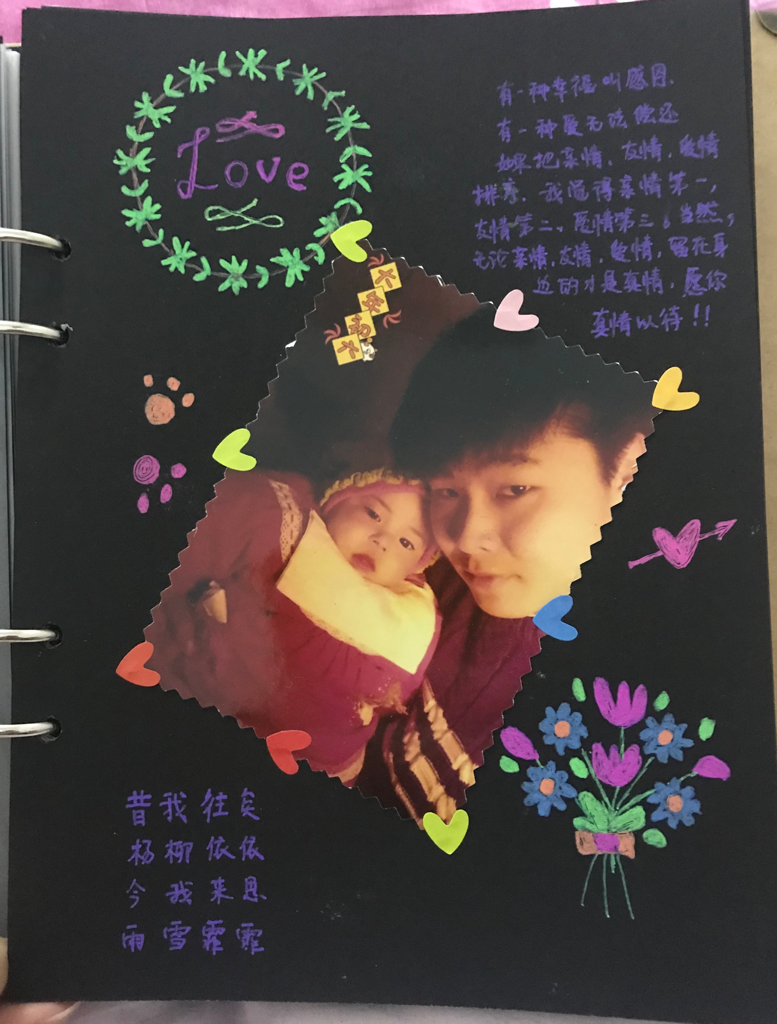 Love
有一种幸福叫感恩.
有一种爱无法偿还
如果把亲情, 友情, 爱情
排序. 我觉得亲情第一,
友情第二、爱情第三。当然,
无论亲情, 友情, 爱情, 留在身
边的才是真情, 愿你
真情以待!!
大年初六
昔我往矣
杨柳依依
今我来思
雨雪霏霏